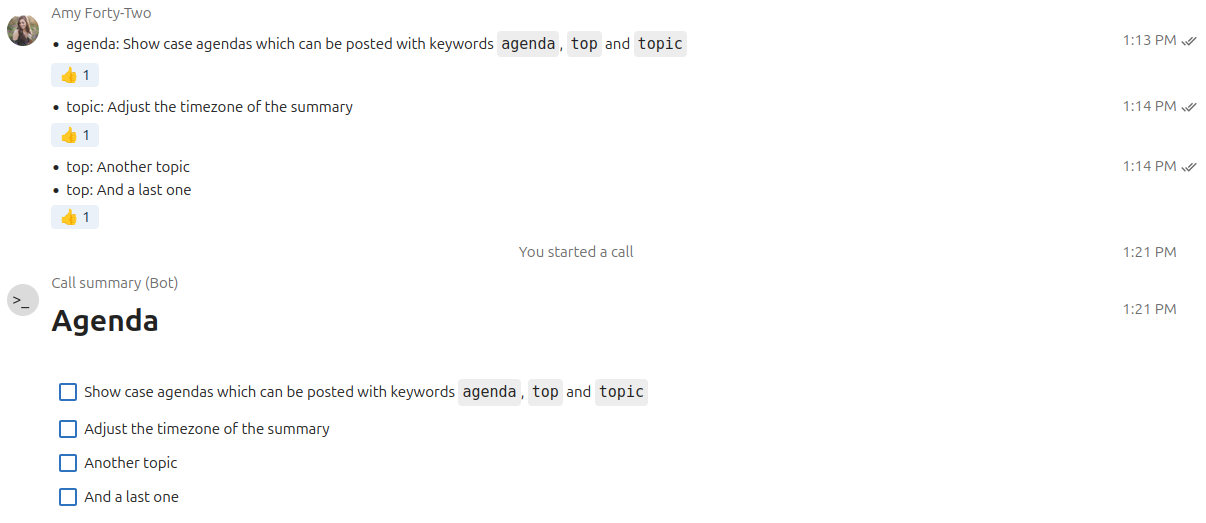 Amy Forty-Two
• agenda: Show case agendas which can be posted with keywords agenda, top and topic 1:13 PM
👍 1
• topic: Adjust the timezone of the summary 1:14 PM
👍 1
• top: Another topic 1:14 PM
• top: And a last one
👍 1
You started a call 1:21 PM
Call summary (Bot)
>_
Agenda 1:21 PM
Show case agendas which can be posted with keywords agenda, top and topic
Adjust the timezone of the summary
Another topic
And a last one